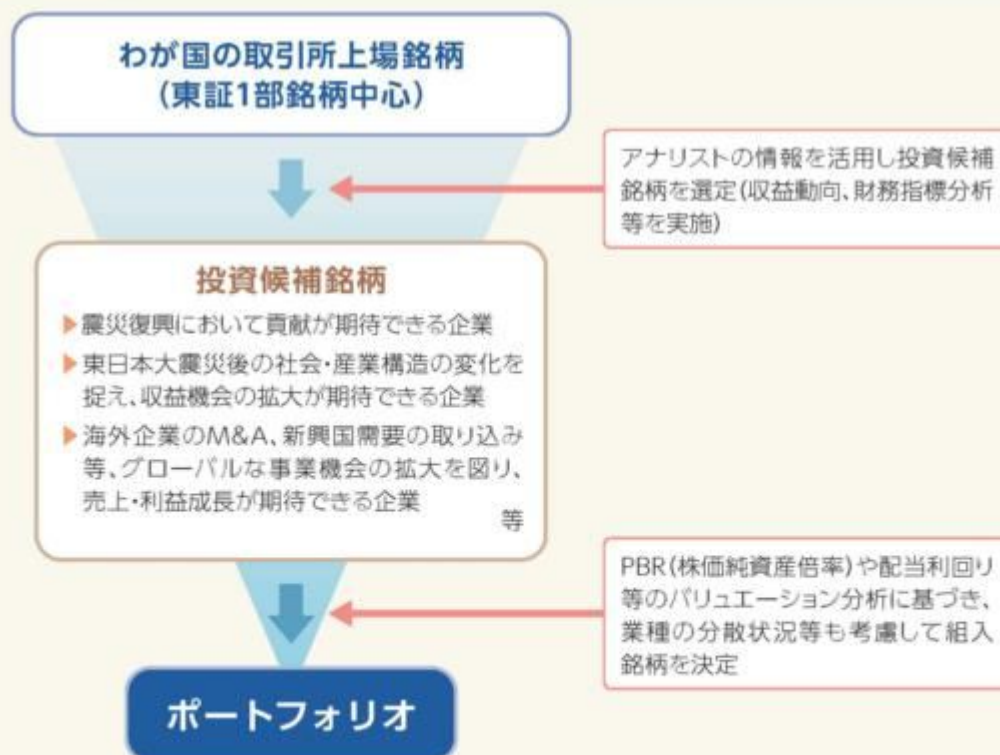 わが国の取引所上場銘柄
(東証1部銘柄中心)
アナリストの情報を活用し投資候補
銘柄を選定(収益動向、財務指標分析
等を実施)
投資候補銘柄
▶震災復興において貢献が期待できる企業
▶東日本大震災後の社会・産業構造の変化を
捉え、収益機会の拡大が期待できる企業
▶海外企業のM&A、新興国需要の取り込み
等、グローバルな事業機会の拡大を図り、
売上・利益成長が期待できる企業
等
PBR(株価純資産倍率)や配当利回り
等のバリュエーション分析に基づき、
業種の分散状況等も考慮して組入
銘柄を決定
ポートフォリオ